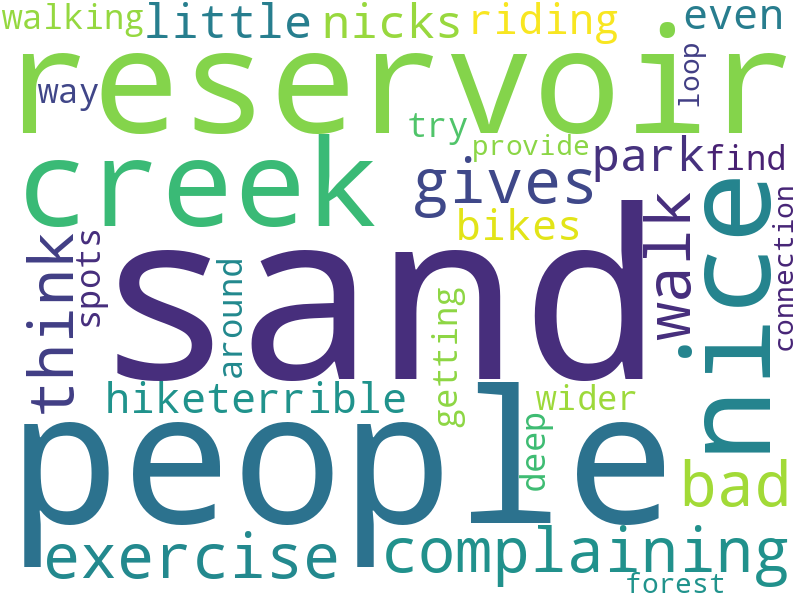 walking
little
nicks
riding
even
reservoir
way
loop
try
provide
creek
gives
park
find
bikes
sand
walk
nice
connection
think
spots
around
getting
hiketerrible
wider
people
deep
bad
exercise
complaining
forest